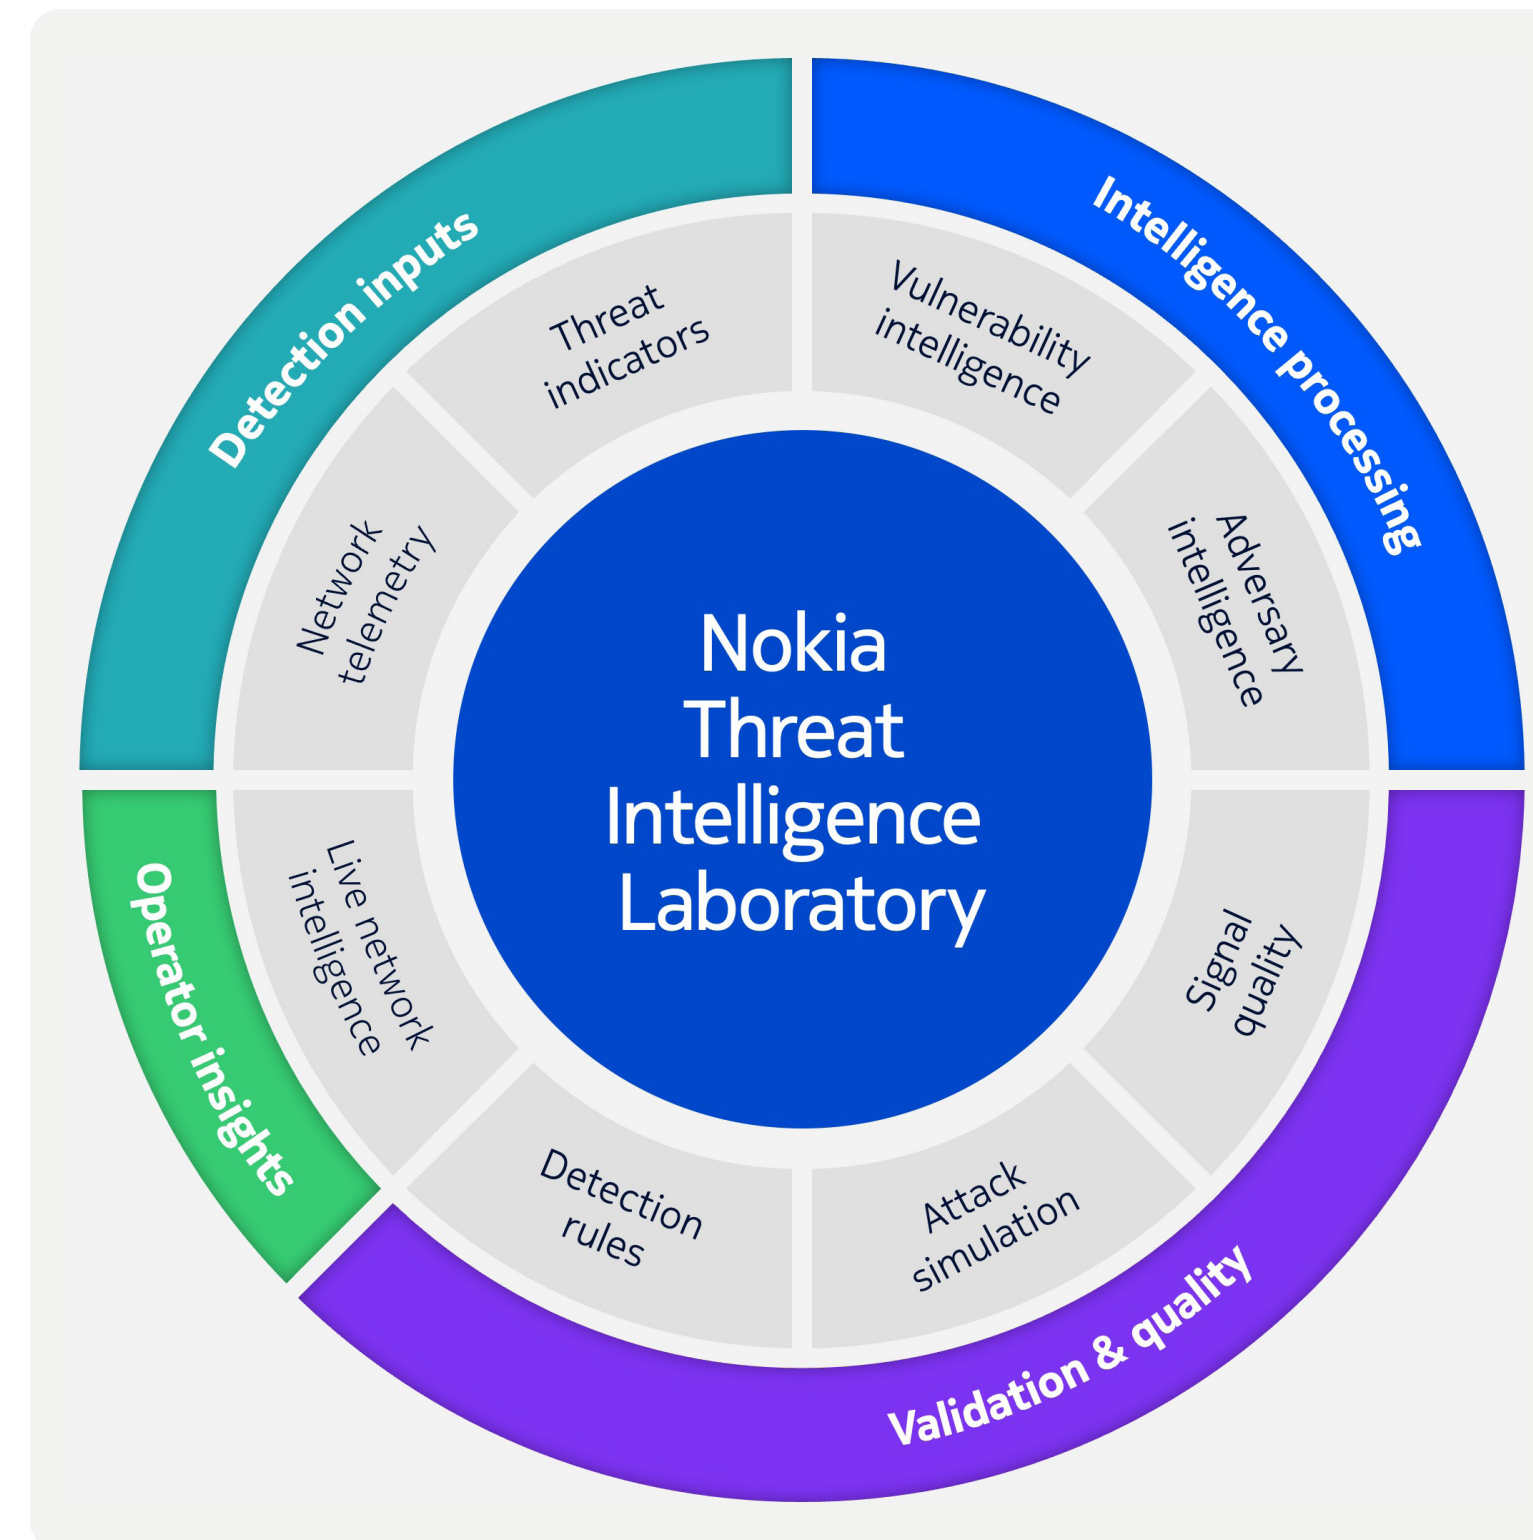 Detection inputs
Intelligence processing
Threat
indicators
Vulnerability
intelligence
Network
telemetry
Adversary
intelligence
Nokia
Threat
Intelligence
Laboratory
Live network
intelligence
Signal
quality
Operator insights
Detection
rules
Attack
simulation
Validation & quality